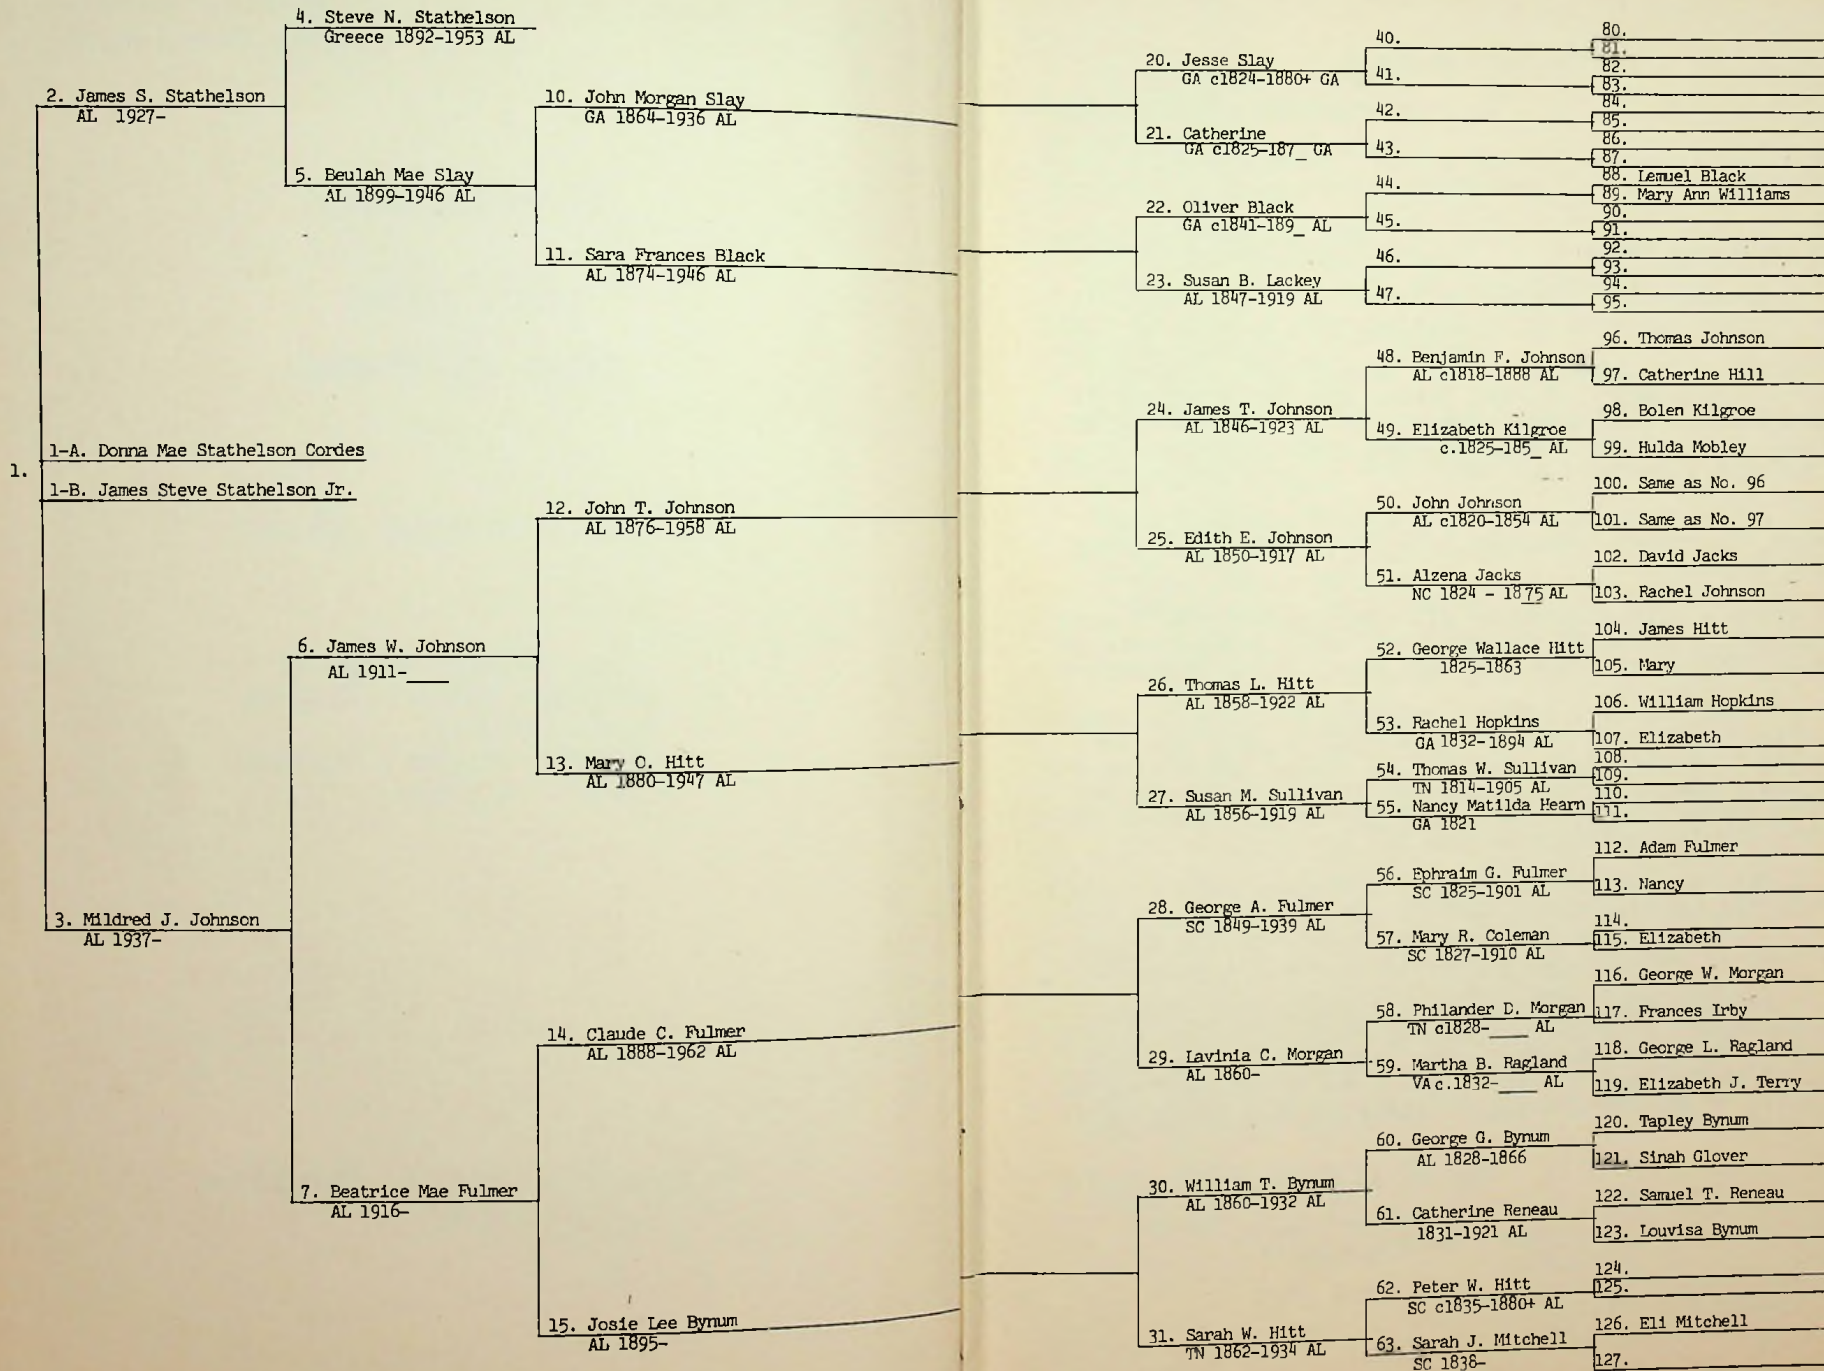 1.
1-A. Donna Mae Stathelson Cordes
1-B. James Steve Stathelson Jr.
2. James S. Stathelson
AL 1927-
3. Mildred J. Johnson
AL 1937-
4. Steve N. Stathelson
Greece 1892-1953 AL
5. Beulah Mae Slay
AL 1899-1946 AL
6. James W. Johnson
AL 1911-____
7. Beatrice Mae Fulmer
AL 1916-
10. John Morgan Slay
GA 1864-1936 AL
11. Sara Frances Black
AL 1874-1946 AL
12. John T. Johnson
AL 1876-1958 AL
13. Mary O. Hitt
AL 1880-1947 AL
14. Claude C. Fulmer
AL 1888-1962 AL
15. Josie Lee Bynum
AL 1895-
20. Jesse Slay
GA c1824-1880+ GA
21. Catherine
GA c1825-187_ GA
22. Oliver Black
GA c1841-189_ AL
23. Susan B. Lackey
AL 1847-1919 AL
24. James T. Johnson
AL 1846-1923 AL
25. Edith E. Johnson
AL 1850-1917 AL
26. Thomas L. Hitt
AL 1858-1922 AL
27. Susan M. Sullivan
AL 1856-1919 AL
28. George A. Fulmer
SC 1849-1939 AL
29. Lavinia C. Morgan
AL 1860-
30. William T. Bynum
AL 1860-1932 AL
31. Sarah W. Hitt
TN 1862-1934 AL
40.
41.
42.
43.
44.
45.
46.
47.
48. Benjamin F. Johnson
AL c1818-1888 AL
49. Elizabeth Kilgroe
c.1825-185_ AL
50. John Johnson
AL c1820-1854 AL
51. Alzena Jacks
NC 1824 - 1875 AL
52. George Wallace Hitt
1825-1863
53. Rachel Hopkins
GA 1832-1894 AL
54. Thomas W. Sullivan
TN 1814-1905 AL
55. Nancy Matilda Hearn
GA 1821
56. Ephraim G. Fulmer
SC 1825-1901 AL
57. Mary R. Coleman
SC 1827-1910 AL
58. Philander D. Morgan
TN c1828-____ AL
59. Martha B. Ragland
VA c.1832-____ AL
60. George G. Bynum
AL 1828-1866
61. Catherine Reneau
1831-1921 AL
62. Peter W. Hitt
SC c1835-1880+ AL
63. Sarah J. Mitchell
SC 1838-
80.
81.
82.
83.
84.
85.
86.
87.
88. Lemuel Black
89. Mary Ann Williams
90.
91.
92.
93.
94.
95.
96. Thomas Johnson
97. Catherine Hill
98. Bolen Kilgroe
99. Hulda Mobley
100. Same as No. 96
101. Same as No. 97
102. David Jacks
103. Rachel Johnson
104. James Hitt
105. Mary
106. William Hopkins
107. Elizabeth
108.
109.
110.
111.
112. Adam Fulmer
113. Nancy
114.
115. Elizabeth
116. George W. Morgan
117. Frances Irby
118. George L. Ragland
119. Elizabeth J. Terry
120. Tapley Bynum
121. Sinah Glover
122. Samuel T. Reneau
123. Louvisa Bynum
124.
125.
126. Eli Mitchell
127.